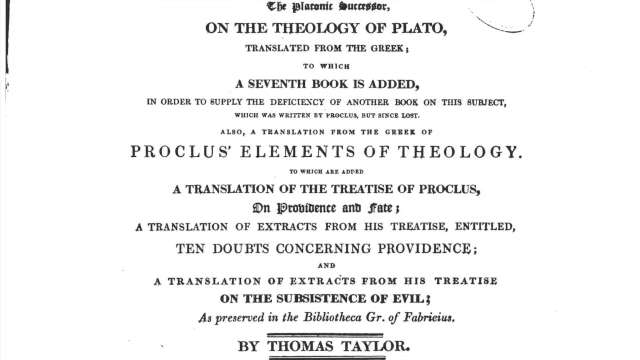 The Platonic Successor,
ON THE THEOLOGY OF PLATO,
TRANSLATED FROM THE GREEK;
TO WHICH
A SEVENTH BOOK IS ADDED,
IN ORDER TO SUPPLY THE DEFICIENCY OF ANOTHER BOOK ON THIS SUBJECT,
WHICH WAS WRITTEN BY PROCLUS, BUT SINCE LOST.
ALSO, A TRANSLATION FROM THE GREEK OF
PROCLUS' ELEMENTS OF THEOLOGY.
TO WHICH ARE ADDED
A TRANSLATION OF THE TREATISE OF PROCLUS,
On Providence and Fate;
A TRANSLATION OF EXTRACTS FROM HIS TREATISE, ENTITLED,
TEN DOUBTS CONCERNING PROVIDENCE;
AND
A TRANSLATION OF EXTRACTS FROM HIS TREATISE
ON THE SUBSISTENCE OF EVIL;
As preserved in the Bibliotheca Gr. of Fabricius.
BY THOMAS TAYLOR.